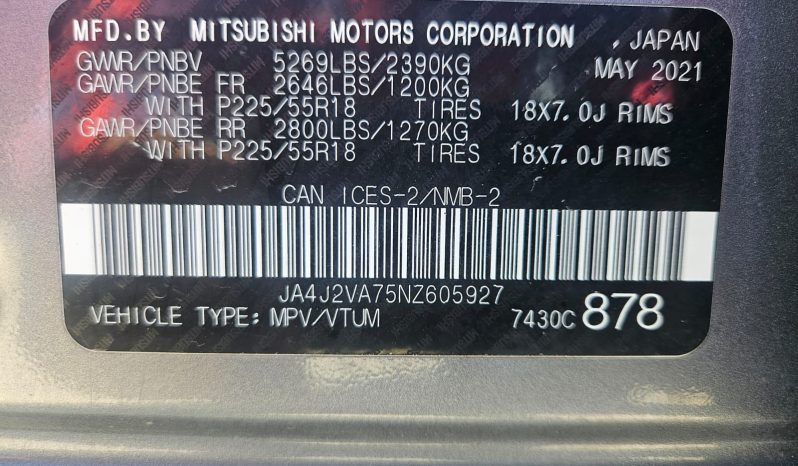 MFD.BY MITSUBISHI MOTORS CORPORATION , JAPAN
GVWR/PNBV 5269LBS/2390KG MAY 2021
GAWR/PNBE FR 2646LBS/1200KG
WITH P225/55R18 TIRES 18X7.0J RIMS
GAWR/PNBE RR 2800LBS/1270KG
WITH P225/55R18 TIRES 18X7.0J RIMS
CAN ICES-2/NMB-2
JA4J2VA75NZ605927
VEHICLE TYPE: MPV/VTUM 7430C 878